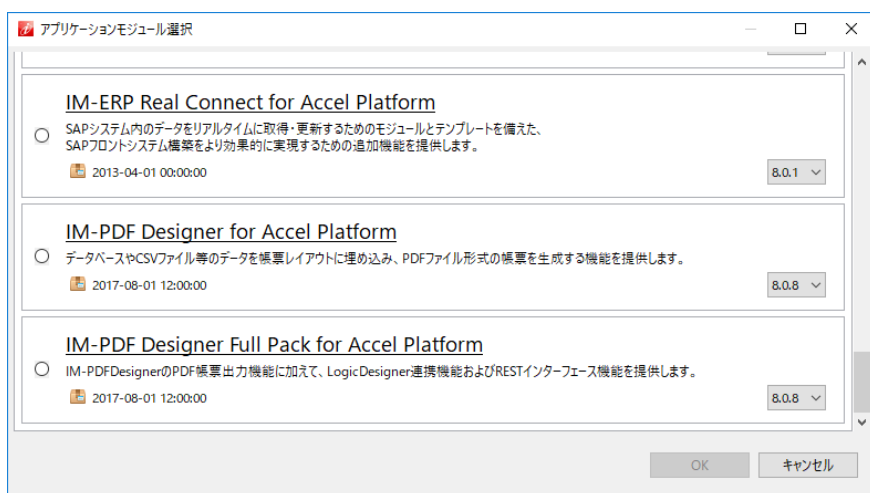 アプリケーションモジュール選択
IM-ERP Real Connect for Accel Platform
SAPシステム内のデータをリアルタイムに取得・更新するためのモジュールとテンプレートを備えた、
SAPフロントシステム構築をより効果的に実現するための追加機能を提供します。
2013-04-01 00:00:00
8.0.1
IM-PDF Designer for Accel Platform
データベースやCSVファイル等のデータを帳票レイアウトに埋め込み、PDFファイル形式の帳票を生成する機能を提供します。
2017-08-01 12:00:00
8.0.8
IM-PDF Designer Full Pack for Accel Platform
IM-PDFDesignerのPDF帳票出力機能に加えて、LogicDesigner連携機能およびRESTインターフェース機能を提供します。
2017-08-01 12:00:00
8.0.8
OK
キャンセル